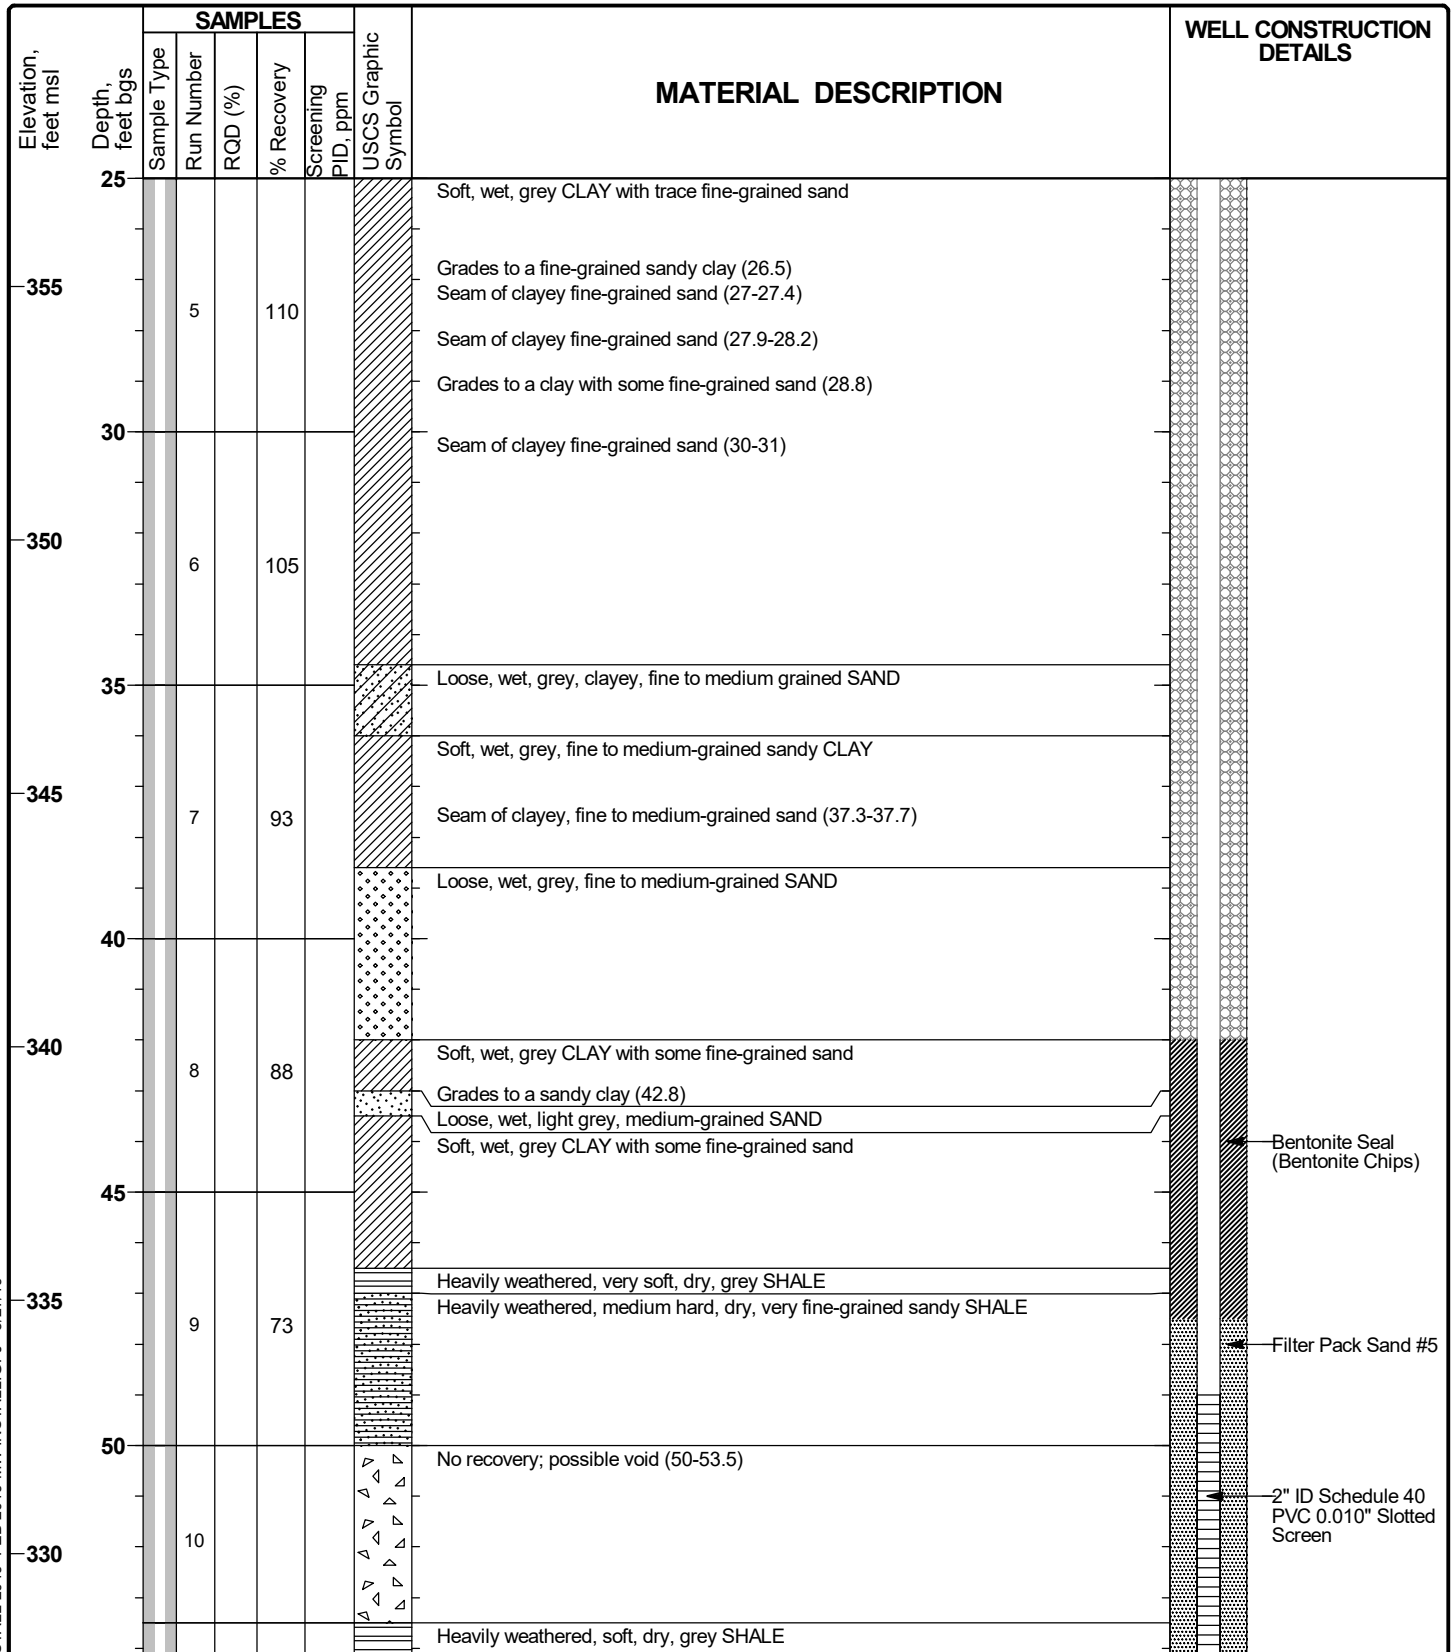 SAMPLES
Elevation,
feet msl
Depth,
feet bgs
Sample Type
Run Number
RQD (%)
% Recovery
Screening
PID, ppm
USCS Graphic
Symbol
MATERIAL DESCRIPTION
WELL CONSTRUCTION
DETAILS
25
Soft, wet, grey CLAY with trace fine-grained sand
Grades to a fine-grained sandy clay (26.5)
355
Seam of clayey fine-grained sand (27-27.4)
5
110
Seam of clayey fine-grained sand (27.9-28.2)
Grades to a clay with some fine-grained sand (28.8)
30
Seam of clayey fine-grained sand (30-31)
350
6
105
35
Loose, wet, grey, clayey, fine to medium grained SAND
Soft, wet, grey, fine to medium-grained sandy CLAY
345
7
93
Seam of clayey, fine to medium-grained sand (37.3-37.7)
Loose, wet, grey, fine to medium-grained SAND
40
340
Soft, wet, grey CLAY with some fine-grained sand
8
88
Grades to a sandy clay (42.8)
Loose, wet, light grey, medium-grained SAND
Soft, wet, grey CLAY with some fine-grained sand
Bentonite Seal
(Bentonite Chips)
45
Heavily weathered, very soft, dry, grey SHALE
335
Heavily weathered, medium hard, dry, very fine-grained sandy SHALE
9
73
Filter Pack Sand #5
50
No recovery; possible void (50-53.5)
2" ID Schedule 40
PVC 0.010" Slotted
Screen
10
330
Heavily weathered, soft, dry, grey SHALE